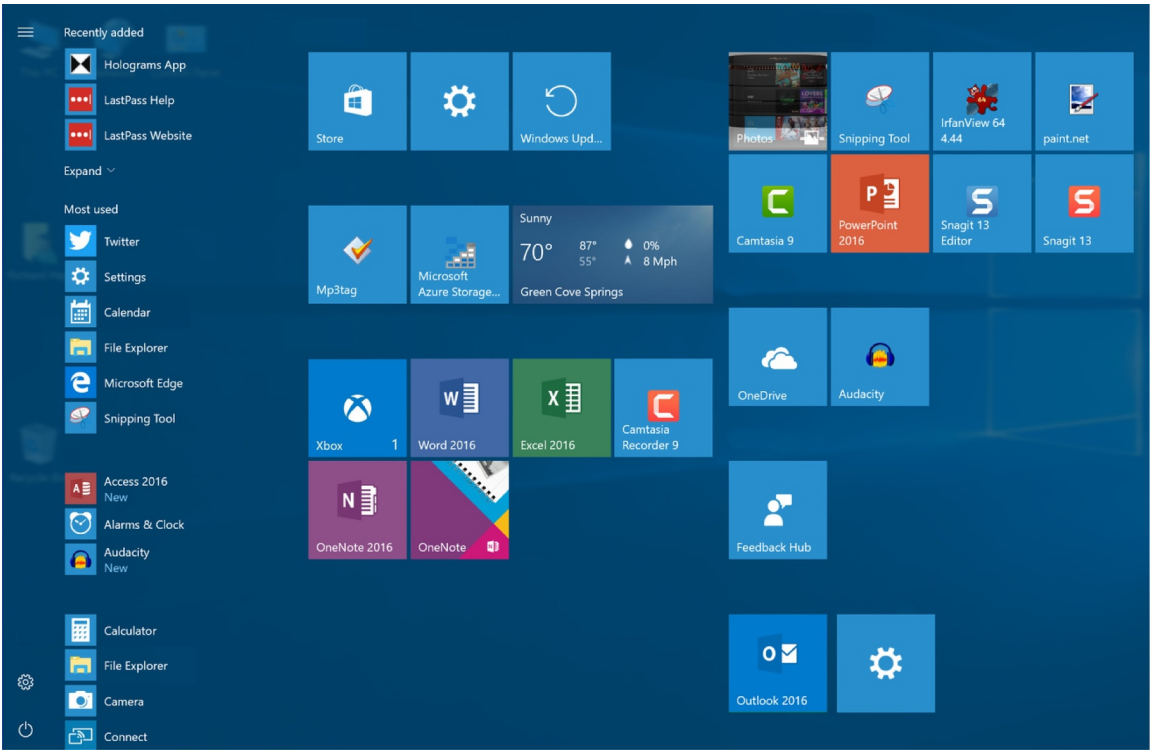 Recently added
Holograms App
LastPass Help
LastPass Website
Expand
Most used
Twitter
Settings
Calendar
File Explorer
Microsoft Edge
Snipping Tool
Access 2016
New
Alarms & Clock
Audacity
New
Calculator
File Explorer
Camera
Connect
Store
Windows Upd...
Mp3tag
Microsoft
Azure Storage...
Sunny
70° 87° 0%
55° 8 Mph
Green Cove Springs
Xbox 1
Word 2016
Excel 2016
Camtasia
Recorder 9
OneNote 2016
OneNote
Photos
Snipping Tool
IrfanView 64
4.44
paint.net
Camtasia 9
PowerPoint
2016
Snagit 13
Editor
Snagit 13
OneDrive
Audacity
Feedback Hub
Outlook 2016